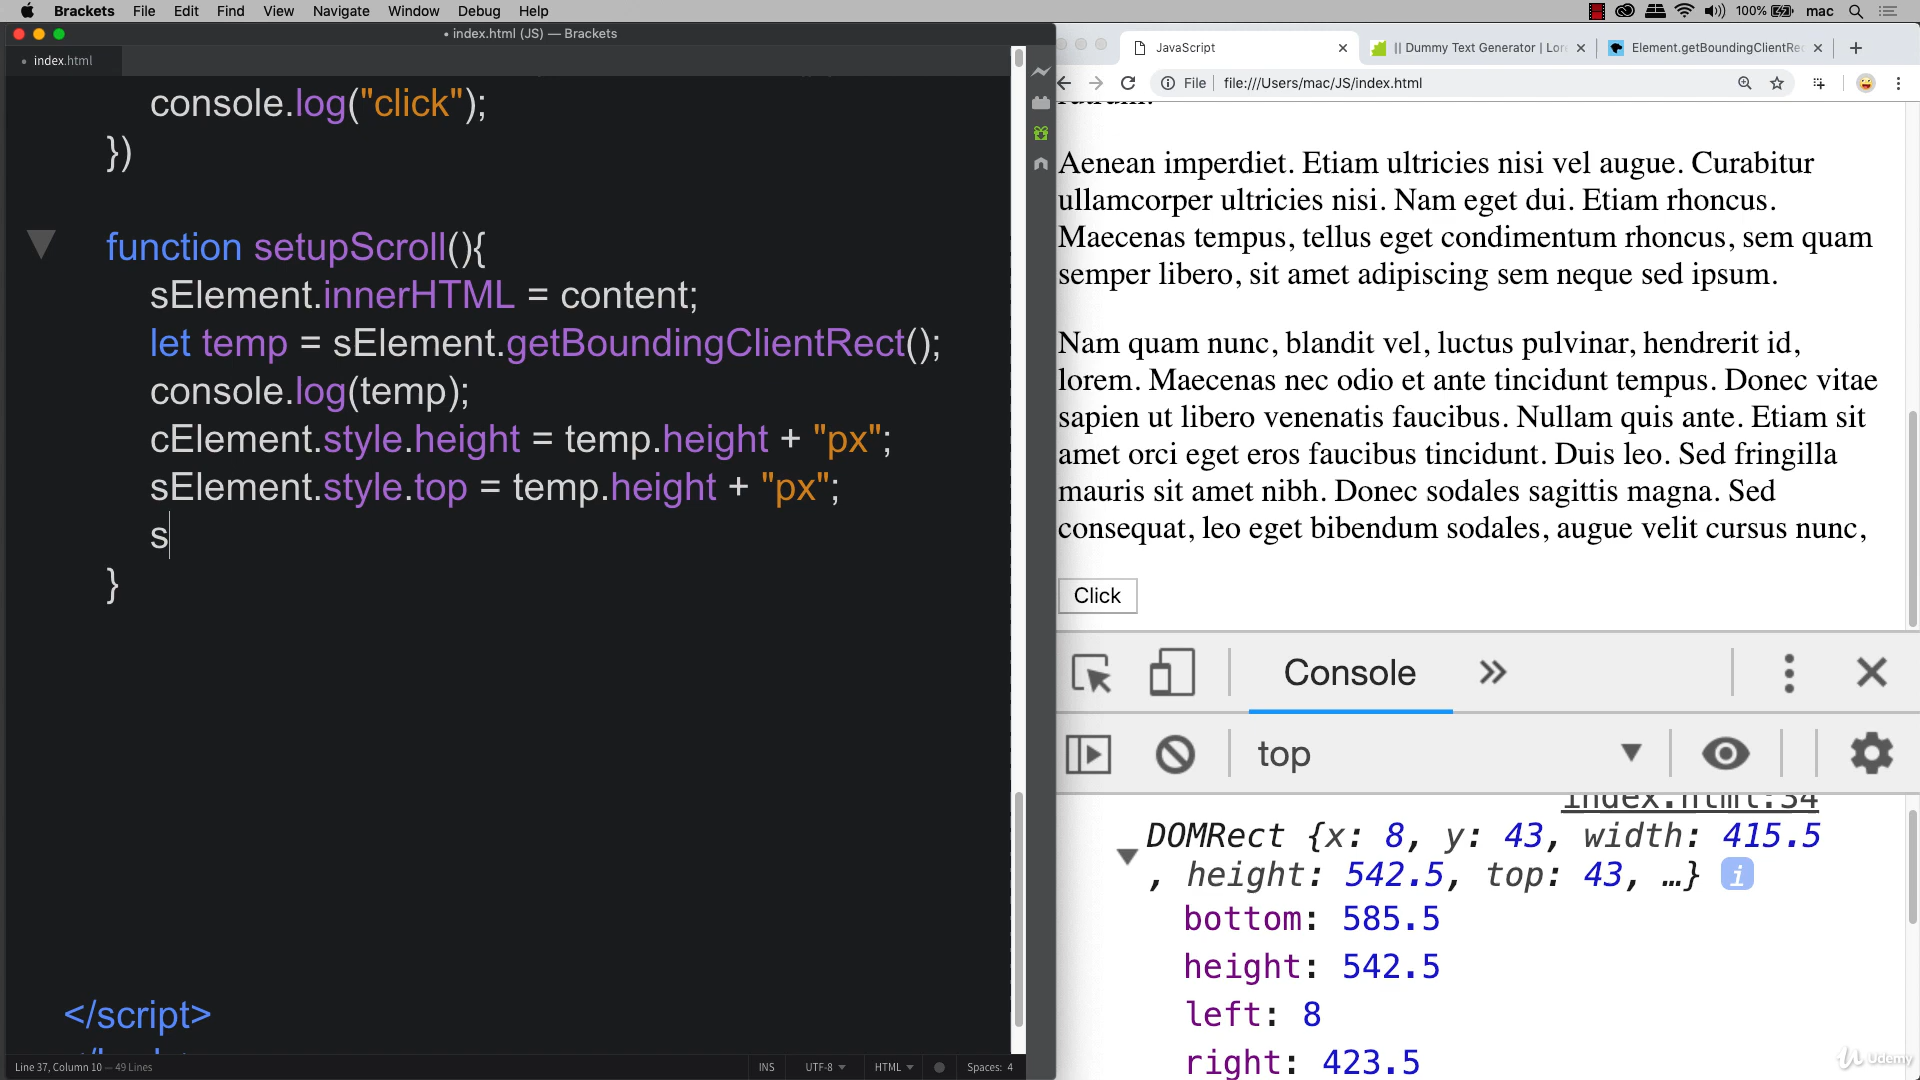 Brackets File Edit Find View Navigate Window Debug Help 100% mac
• index.html (JS) — Brackets
• index.html
console.log("click");
})
function setupScroll(){
sElement.innerHTML = content;
let temp = sElement.getBoundingClientRect();
console.log(temp);
cElement.style.height = temp.height + "px";
sElement.style.top = temp.height + "px";
s
}
</script>
Line 37, Column 10 — 49 Lines INS UTF-8 HTML Spaces: 4
JavaScript || Dummy Text Generator | Lor Element.getBoundingClientRec
File file:///Users/mac/JS/index.html
rutrum.
Aenean imperdiet. Etiam ultricies nisi vel augue. Curabitur
ullamcorper ultricies nisi. Nam eget dui. Etiam rhoncus.
Maecenas tempus, tellus eget condimentum rhoncus, sem quam
semper libero, sit amet adipiscing sem neque sed ipsum.
Nam quam nunc, blandit vel, luctus pulvinar, hendrerit id,
lorem. Maecenas nec odio et ante tincidunt tempus. Donec vitae
sapien ut libero venenatis faucibus. Nullam quis ante. Etiam sit
amet orci eget eros faucibus tincidunt. Duis leo. Sed fringilla
mauris sit amet nibh. Donec sodales sagittis magna. Sed
consequat, leo eget bibendum sodales, augue velit cursus nunc,
Click
Console
top
index.html:34
DOMRect {x: 8, y: 43, width: 415.5
, height: 542.5, top: 43, …} i
bottom: 585.5
height: 542.5
left: 8
right: 423.5
Udemy